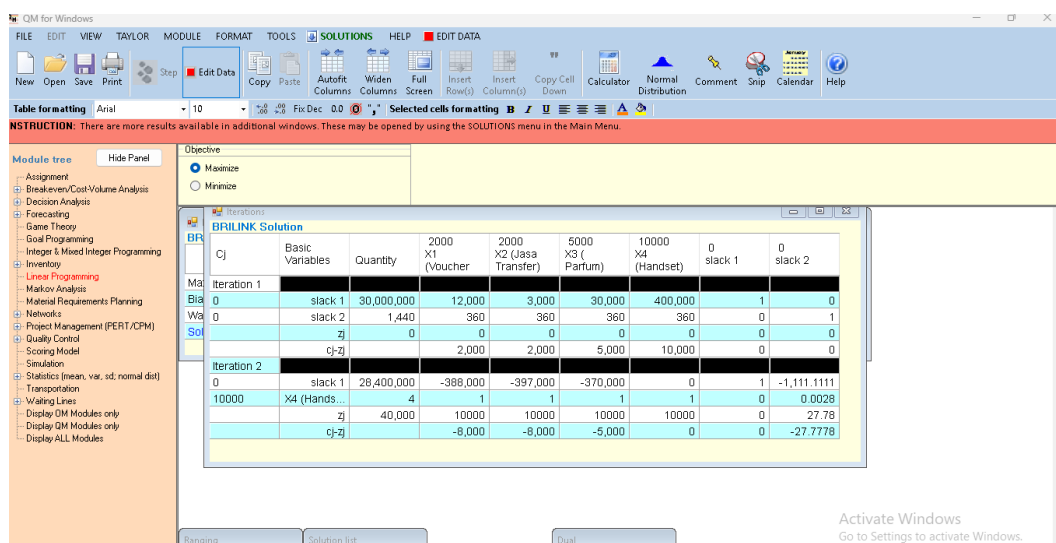 QM for Windows
FILE EDIT VIEW TAYLOR MODULE FORMAT TOOLS SOLUTIONS HELP EDIT DATA
New Open Save Print Step Edit Data Copy Paste Autofit Columns Widen Columns Full Screen Insert Row(s) Insert Column(s) Copy Cell Down Calculator Normal Distribution Comment Snip Calendar Help
Table formatting Arial 10 Fix Dec 0.0 0 "," Selected cells formatting B I U A
NSTRUCTION: There are more results available in additional windows. These may be opened by using the SOLUTIONS menu in the Main Menu.
Module tree Hide Panel
Assignment
Breakeven/Cost-Volume Analysis
Decision Analysis
Forecasting
Game Theory
Goal Programming
Integer & Mixed Integer Programming
Inventory
Linear Programming
Markov Analysis
Material Requirements Planning
Networks
Project Management (PERT/CPM)
Quality Control
Scoring Model
Simulation
Statistics (mean, var, sd; normal dist)
Transportation
Waiting Lines
Display OM Modules only
Display QM Modules only
Display ALL Modules
Objective
Maximize
Minimize
BR
Ma
Bia
Wa
Sol
Iterations
BRILINK Solution
Cj Basic Variables Quantity 2000 X1 (Voucher 2000 X2 (Jasa Transfer) 5000 X3 ( Parfum) 10000 X4 (Handset) 0 slack 1 0 slack 2
Iteration 1
0 slack 1 30,000,000 12,000 3,000 30,000 400,000 1 0
0 slack 2 1,440 360 360 360 360 0 1
zj 0 0 0 0 0 0 0
cj-zj 2,000 2,000 5,000 10,000 0 0
Iteration 2
0 slack 1 28,400,000 -388,000 -397,000 -370,000 0 1 -1,111.1111
10000 X4 (Hands... 4 1 1 1 1 0 0.0028
zj 40,000 10000 10000 10000 10000 0 27.78
cj-zj -8,000 -8,000 -5,000 0 0 -27.7778
Ranging Solution list Dual
Activate Windows
Go to Settings to activate Windows.